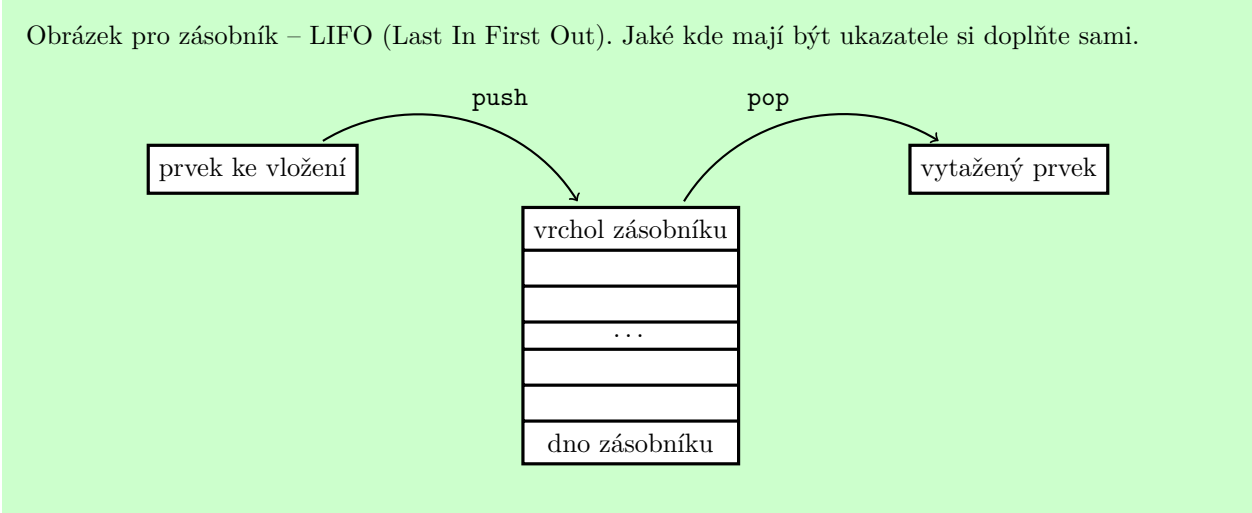 Obrázek pro zásobník – LIFO (Last In First Out). Jaké kde mají být ukazatele si doplňte sami.
push
pop
prvek ke vložení
vytažený prvek
vrchol zásobníku
...
dno zásobníku